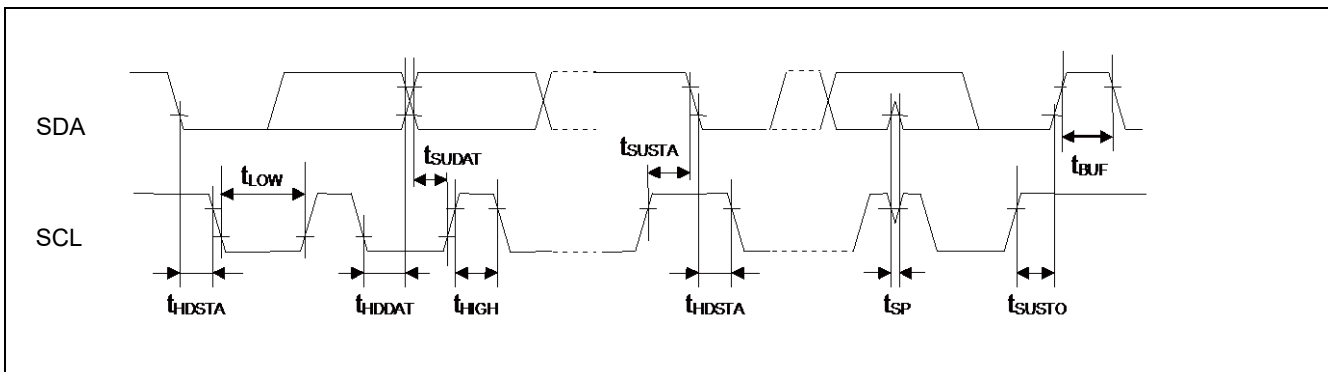 SDA
tSUDAT
tSUSTA
tBUF
tLOW
SCL
tHDSTA
tHDDAT
tHIGH
tHDSTA
tSP
tSUSTO